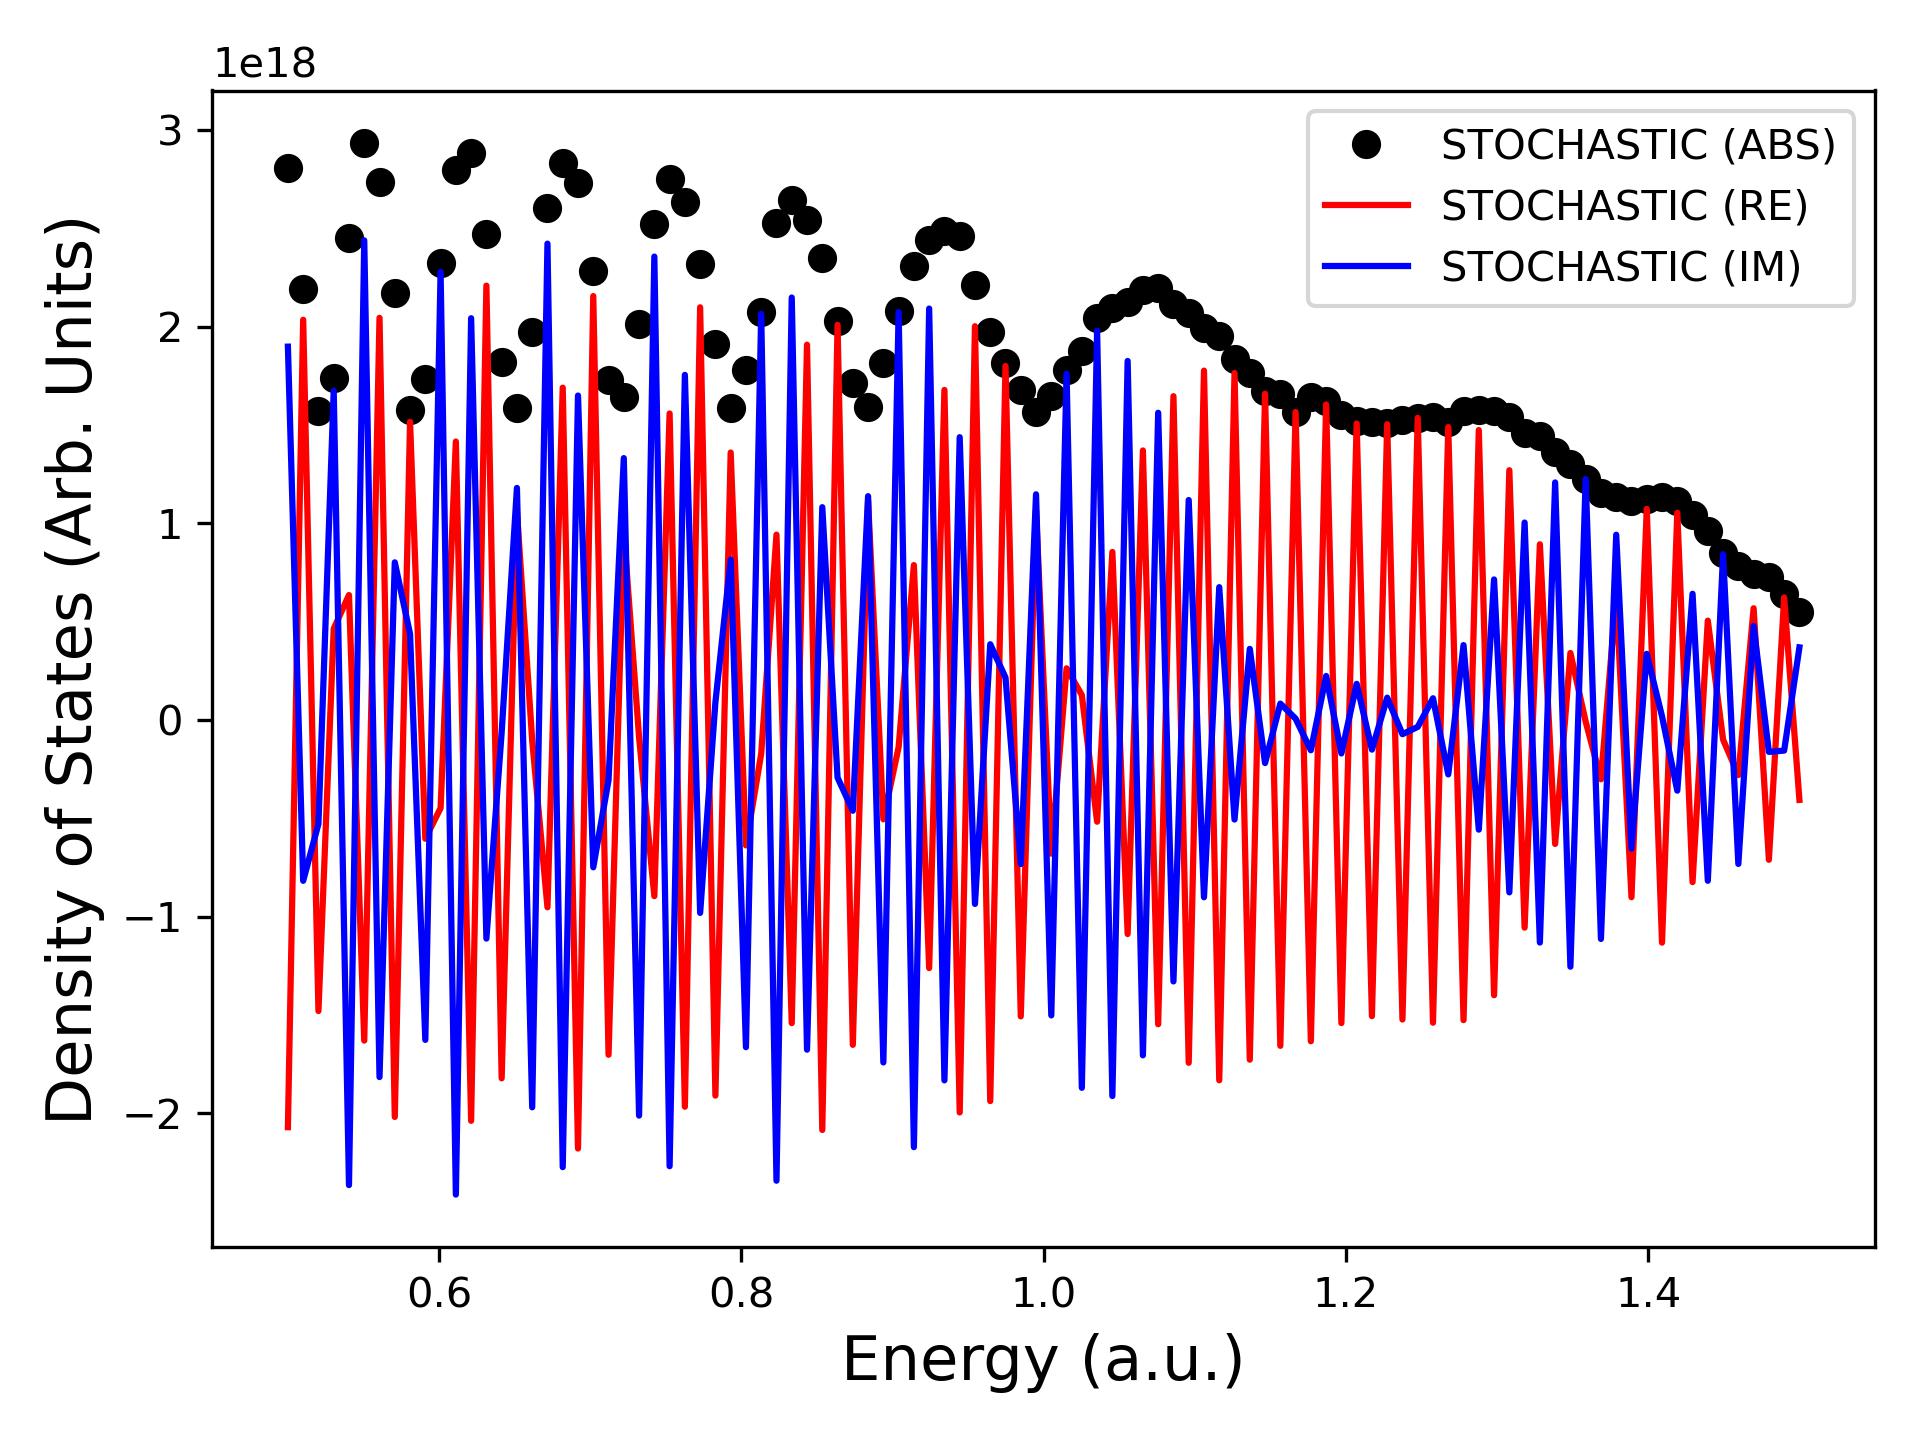 1e18
Density of States (Arb. Units)
3
2
1
0
−1
−2
STOCHASTIC (ABS)
STOCHASTIC (RE)
STOCHASTIC (IM)
0.6 0.8 1.0 1.2 1.4
Energy (a.u.)